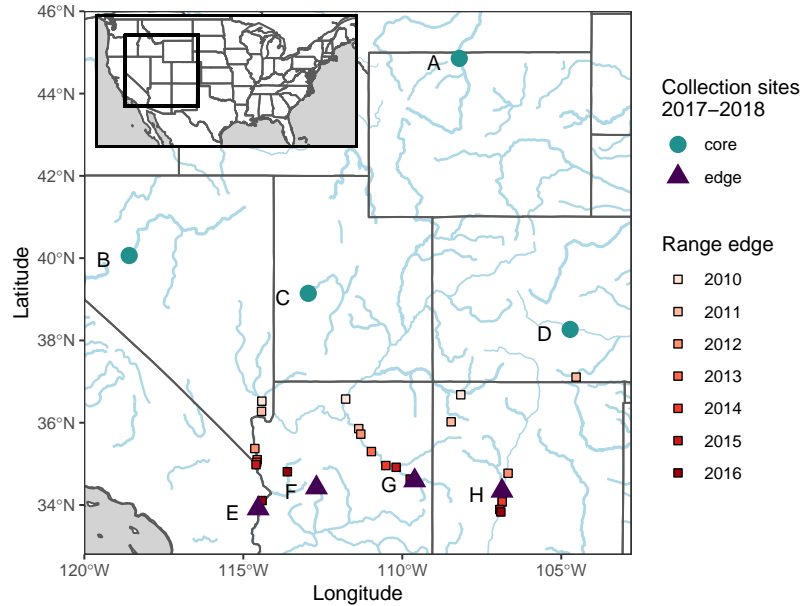 46°N
44°N
42°N
40°N
38°N
36°N
34°N
Latitude
120°W
115°W
110°W
105°W
Longitude
A
B
C
D
E
F
G
H
Collection sites
2017−2018
core
edge
Range edge
2010
2011
2012
2013
2014
2015
2016